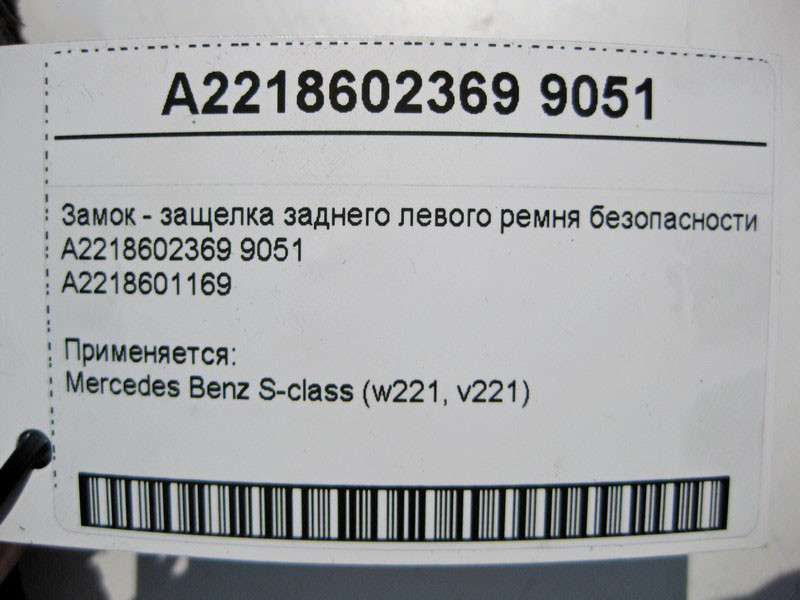 A2218602369 9051
Замок - защелка заднего левого ремня безопасности
A2218602369 9051
A2218601169
Применяется:
Mercedes Benz S-class (w221, v221)